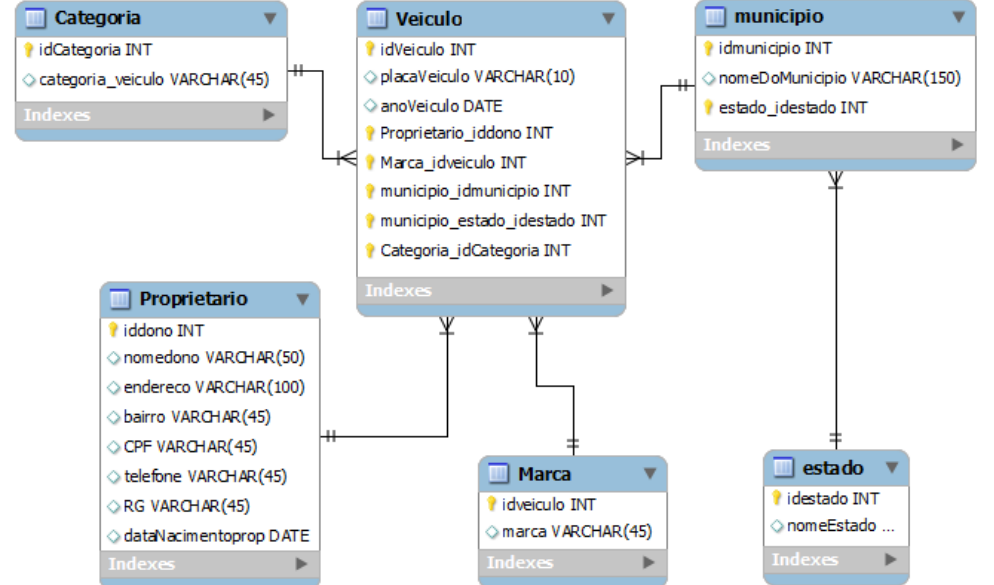 Categoria
idCategoria INT
categoria_veiculo VARCHAR(45)
Indexes
Veiculo
idVeiculo INT
placaVeiculo VARCHAR(10)
anoVeiculo DATE
Proprietario_iddono INT
Marca_idveiculo INT
municipio_idmunicipio INT
municipio_estado_idestado INT
Categoria_idCategoria INT
Indexes
municipio
idmunicipio INT
nomeDoMunicipio VARCHAR(150)
estado_idestado INT
Indexes
Proprietario
iddono INT
nomedono VARCHAR(50)
endereco VARCHAR(100)
bairro VARCHAR(45)
CPF VARCHAR(45)
telefone VARCHAR(45)
RG VARCHAR(45)
dataNacimentoprop DATE
Indexes
Marca
idveiculo INT
marca VARCHAR(45)
Indexes
estado
idestado INT
nomeEstado ...
Indexes